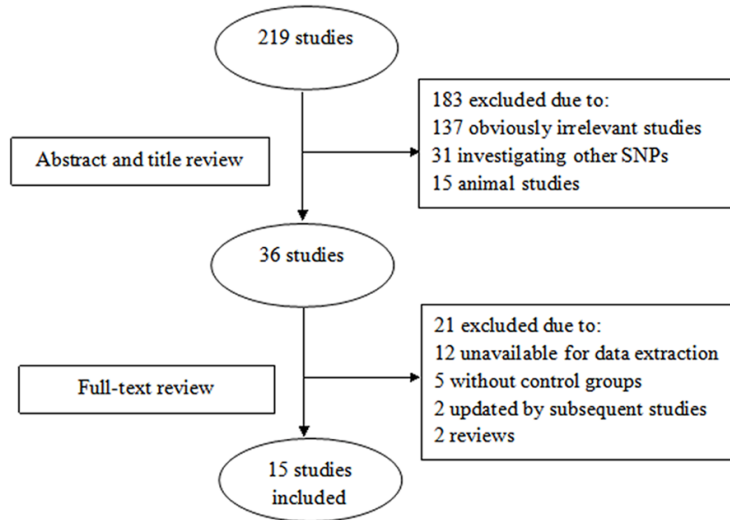 219 studies
183 excluded due to:
137 obviously irrelevant studies
31 investigating other SNPs
15 animal studies
Abstract and title review
36 studies
21 excluded due to:
12 unavailable for data extraction
5 without control groups
2 updated by subsequent studies
2 reviews
Full-text review
15 studies
included